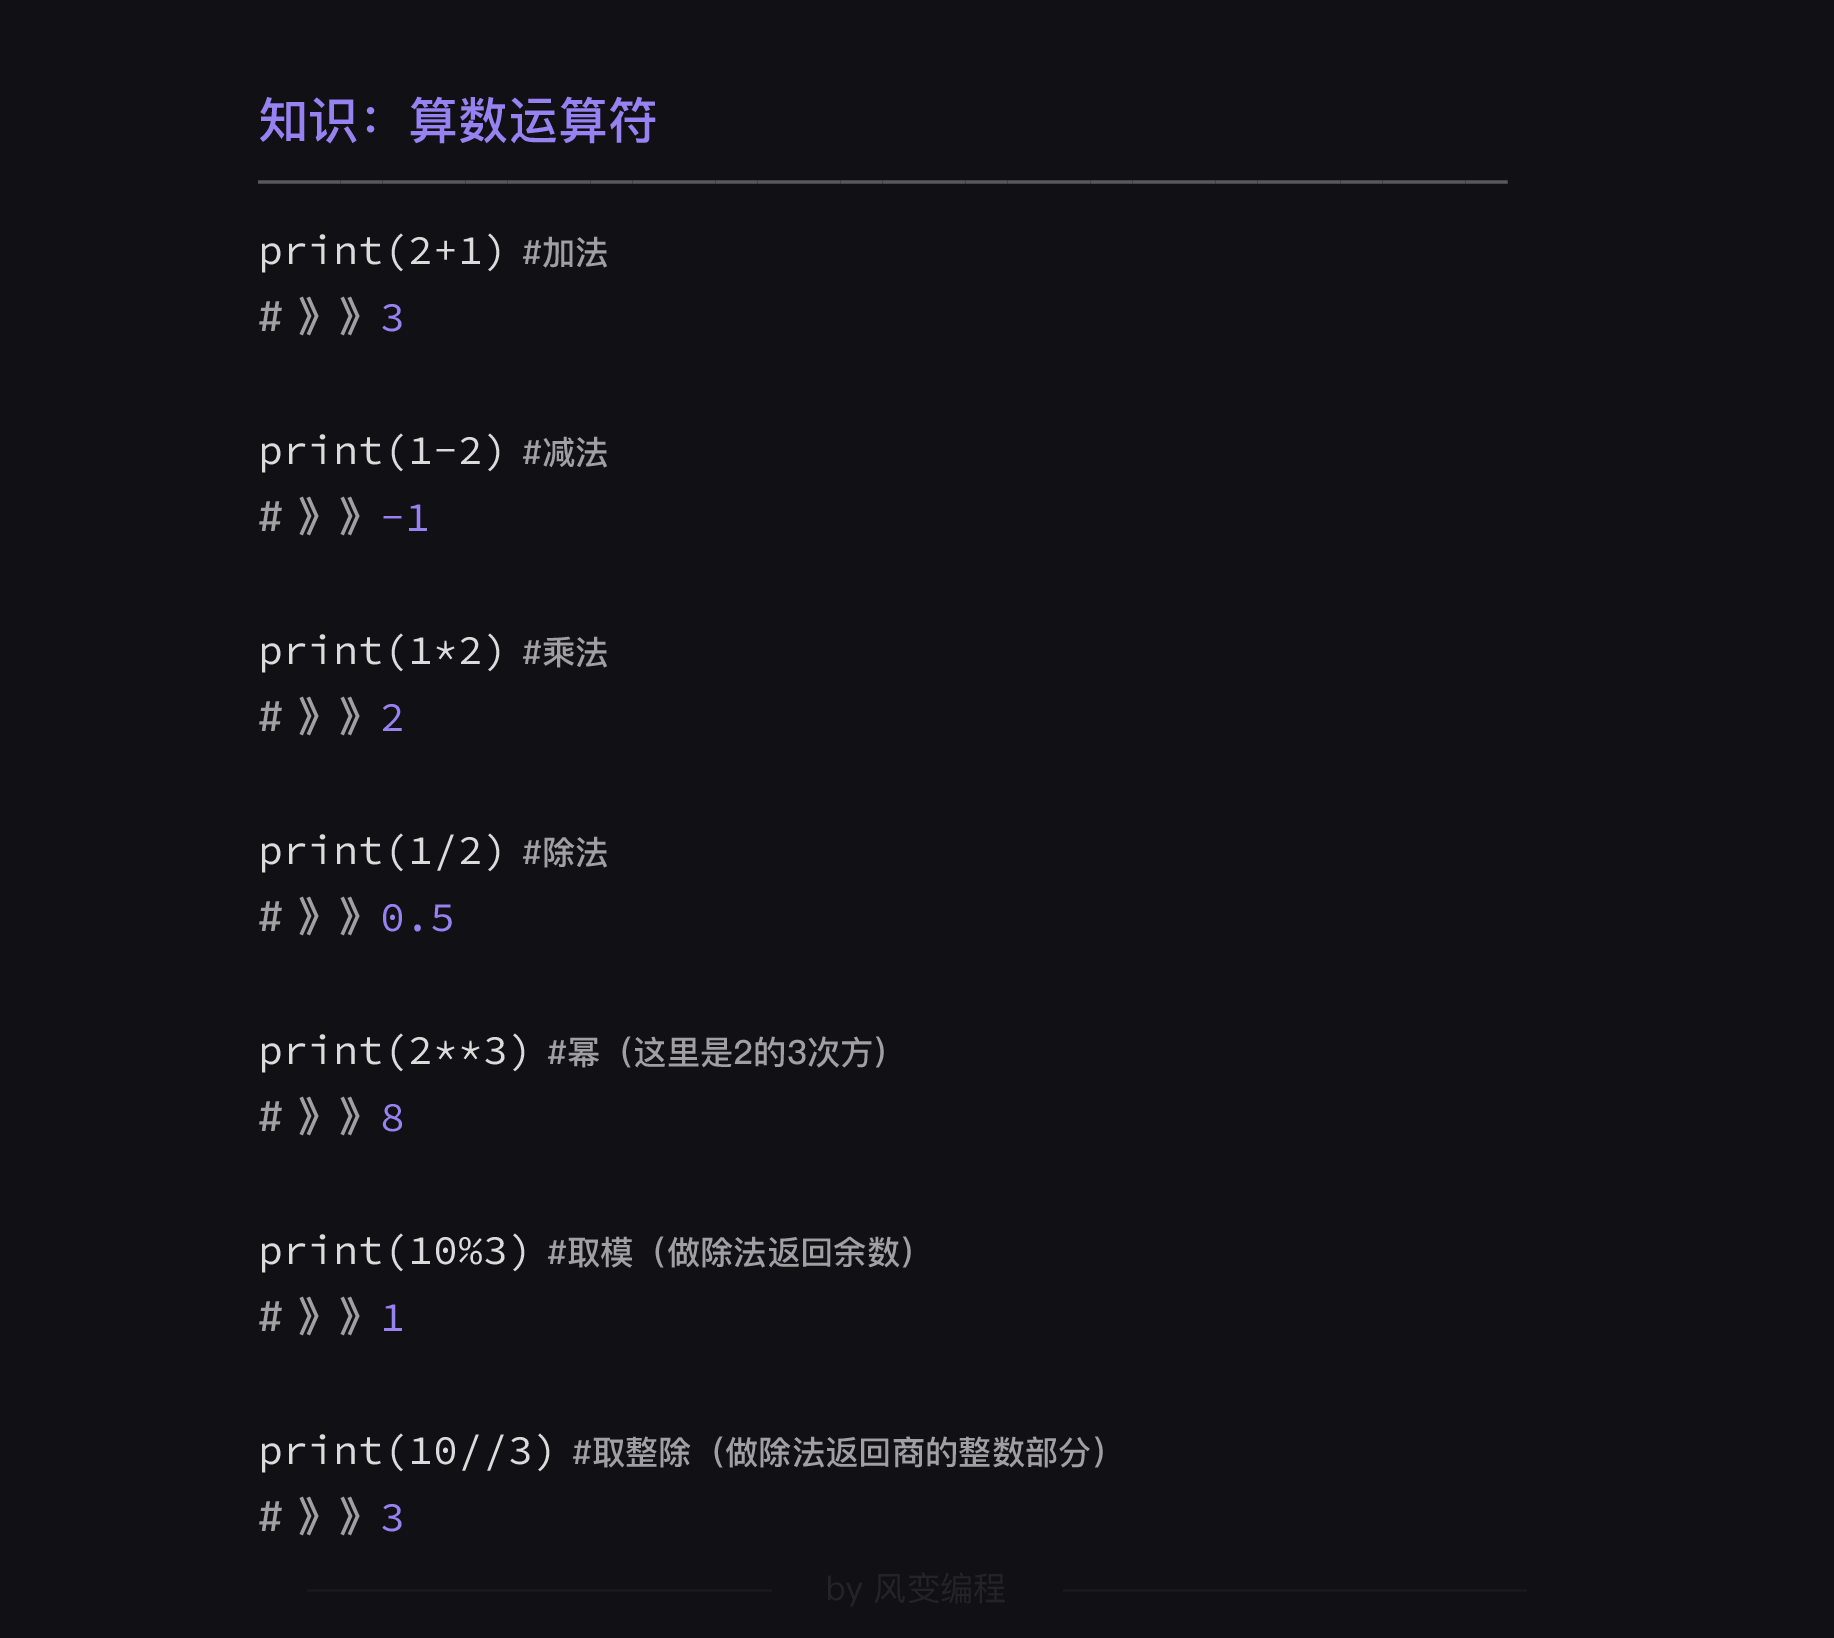 知识：算数运算符
print(2+1) #加法
# 》》3
print(1-2) #减法
# 》》-1
print(1*2) #乘法
# 》》2
print(1/2) #除法
# 》》0.5
print(2**3) #幂（这里是2的3次方）
# 》》8
print(10%3) #取模（做除法返回余数）
# 》》1
print(10//3) #取整除（做除法返回商的整数部分）
# 》》3
by 风变编程